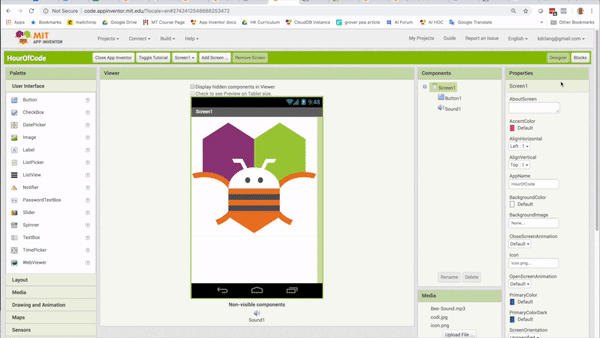 Not Secure | code.appinventor.mit.edu/?locale=en#2742412548688253472
Bookmarks
mailchimp
Google Drive
MIT Course Page
App Inventor docs
HK Curriculum
CloudDB Instance
grover pae article
AI Forum
AI HOC
Google Translate
Other Bookmarks
MIT
APP INVENTOR
Projects
Connect
Build
Help
My Projects
Guide
Report an Issue
English
kdclang@gmail.com
HourOfCode
Close App Inventor
Toggle Tutorial
Screen1
Add Screen ...
Remove Screen
Designer
Blocks
Palette
Viewer
Components
Properties
User Interface
Button
CheckBox
DatePicker
Image
Label
ListPicker
ListView
Notifier
PasswordTextBox
Slider
Spinner
TextBox
TimePicker
WebViewer
Layout
Media
Drawing and Animation
Maps
Sensors
Display hidden components in Viewer
Check to see Preview on Tablet size.
9:48
Screen1
Non-visible components
Sound1
Screen1
Button1
Sound1
Rename
Delete
Media
Bee-Sound.mp3
codi.jpg
icon.png
Upload File ...
Screen1
AboutScreen
AccentColor
Default
AlignHorizontal
Left : 1
AlignVertical
Top : 1
AppName
HourOfCode
BackgroundColor
Default
BackgroundImage
None...
CloseScreenAnimation
Default
Icon
icon.png...
OpenScreenAnimation
Default
PrimaryColor
Default
PrimaryColorDark
Default
ScreenOrientation
Unspecified